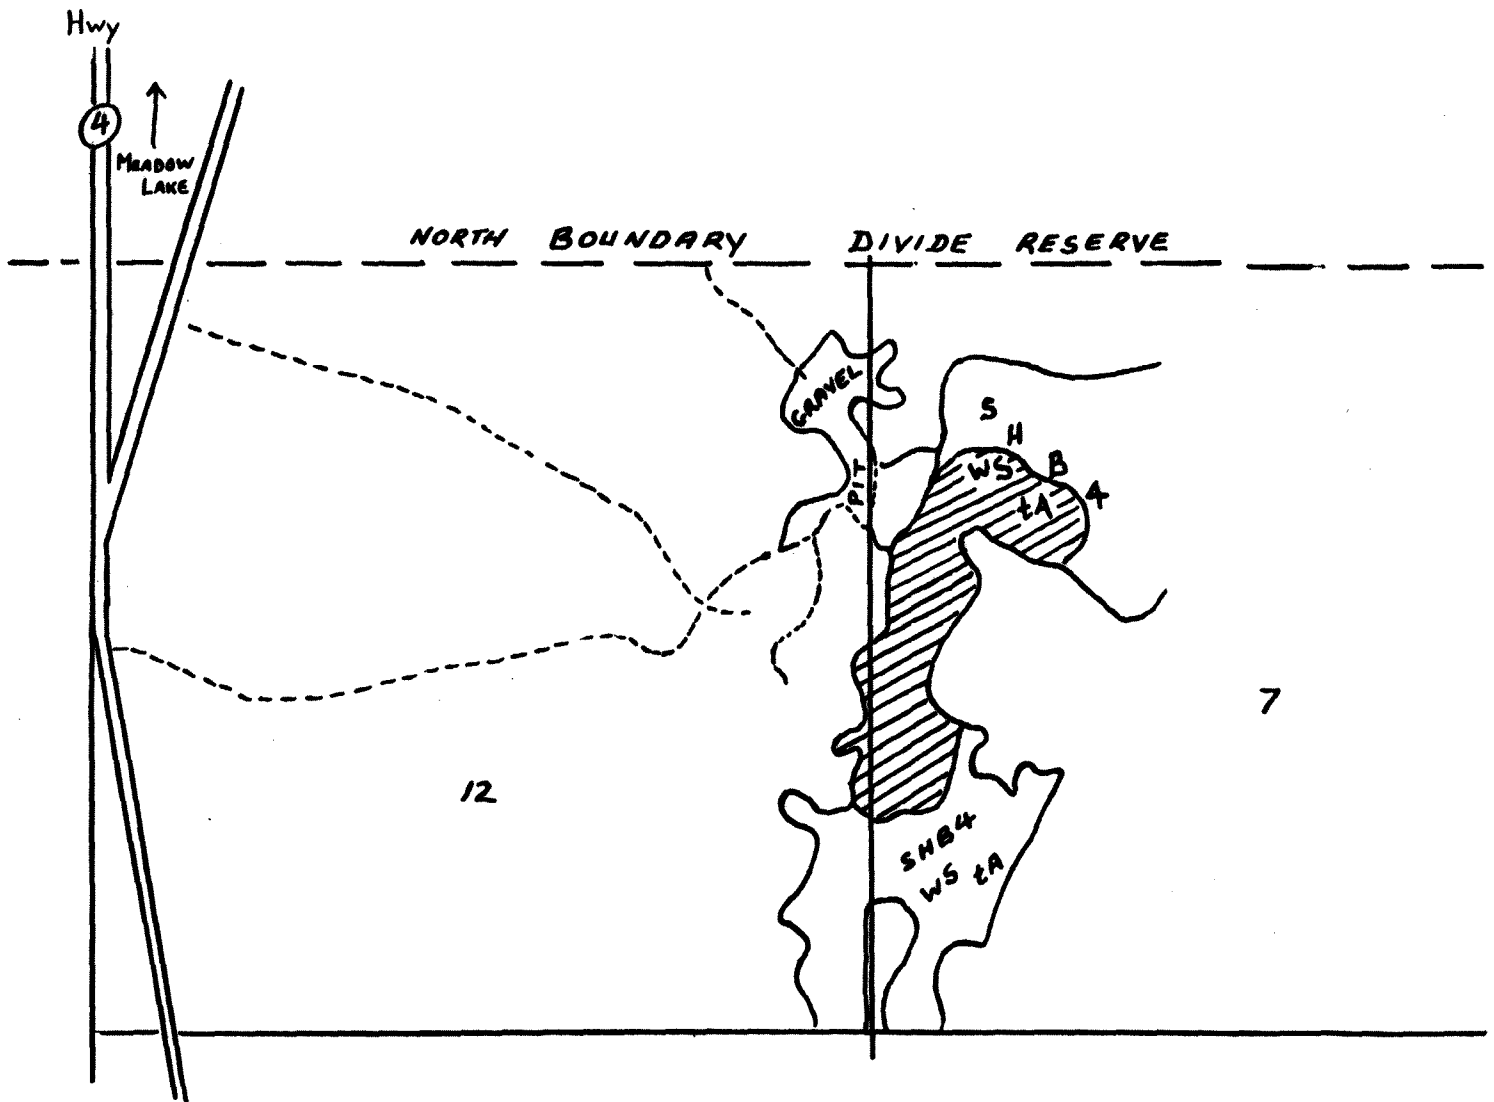 Hwy
4
MEADOW
LAKE
NORTH BOUNDARY DIVIDE RESERVE
GRAVEL
PIT
S
H
B
4
WS
tA
7
12
SHB4
WS tA